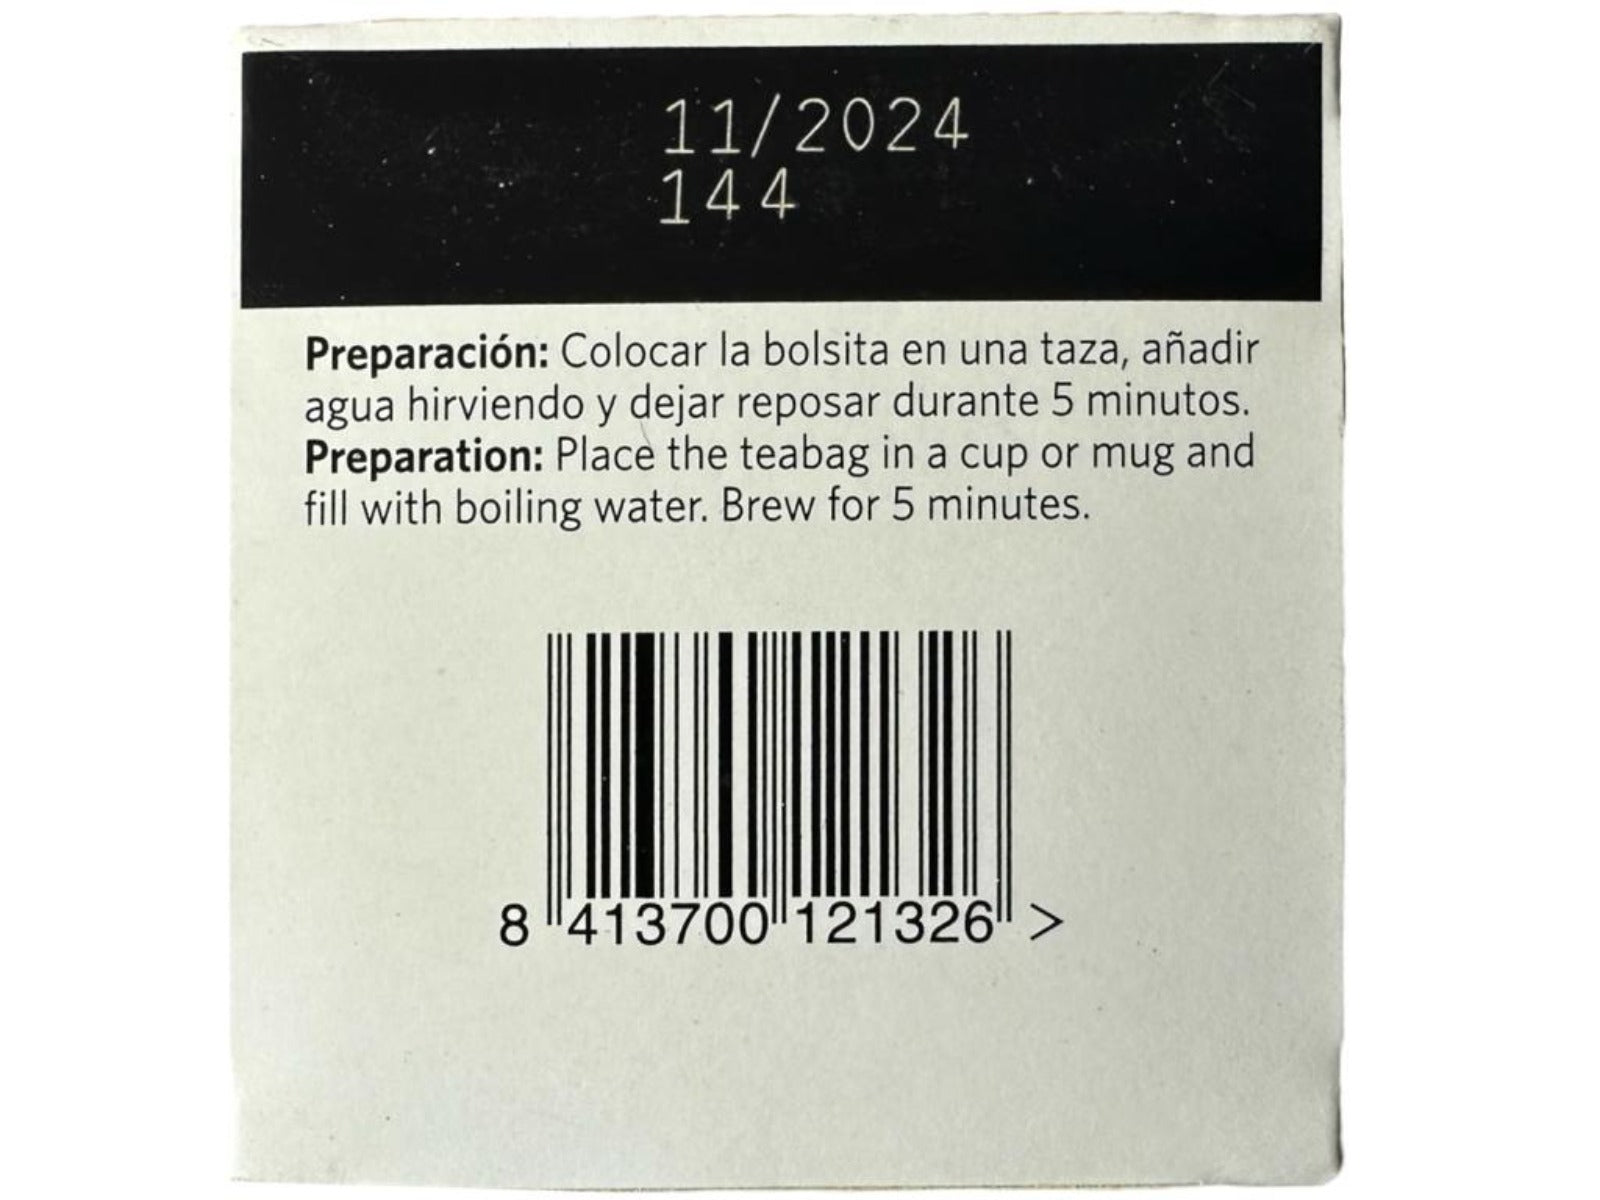 11/2024
144
Preparación: Colocar la bolsita en una taza, añadir
agua hirviendo y dejar reposar durante 5 minutos.
Preparation: Place the teabag in a cup or mug and
fill with boiling water. Brew for 5 minutes.
8 413700 121326 >